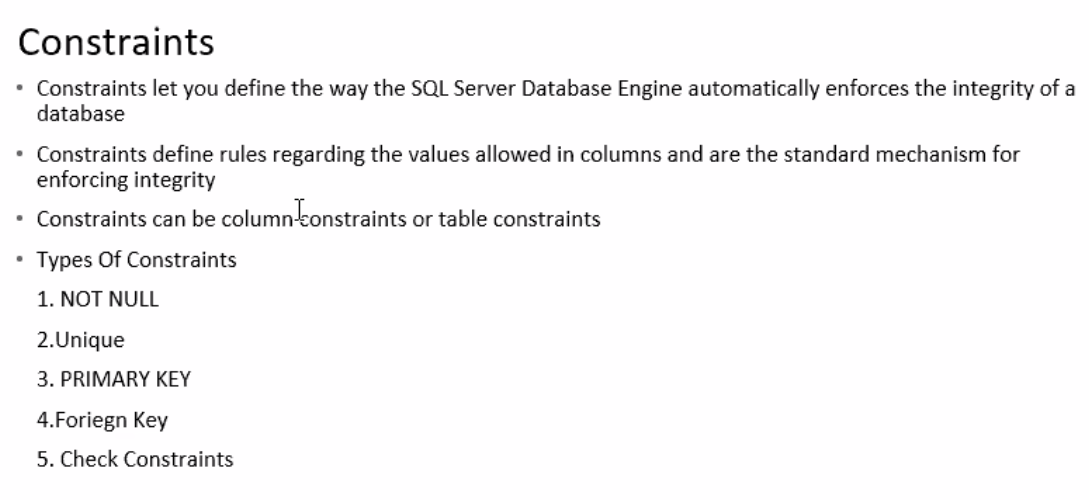 Constraints
• Constraints let you define the way the SQL Server Database Engine automatically enforces the integrity of a
database
• Constraints define rules regarding the values allowed in columns and are the standard mechanism for
enforcing integrity
• Constraints can be column constraints or table constraints
• Types Of Constraints
1. NOT NULL
2.Unique
3. PRIMARY KEY
4.Foriegn Key
5. Check Constraints